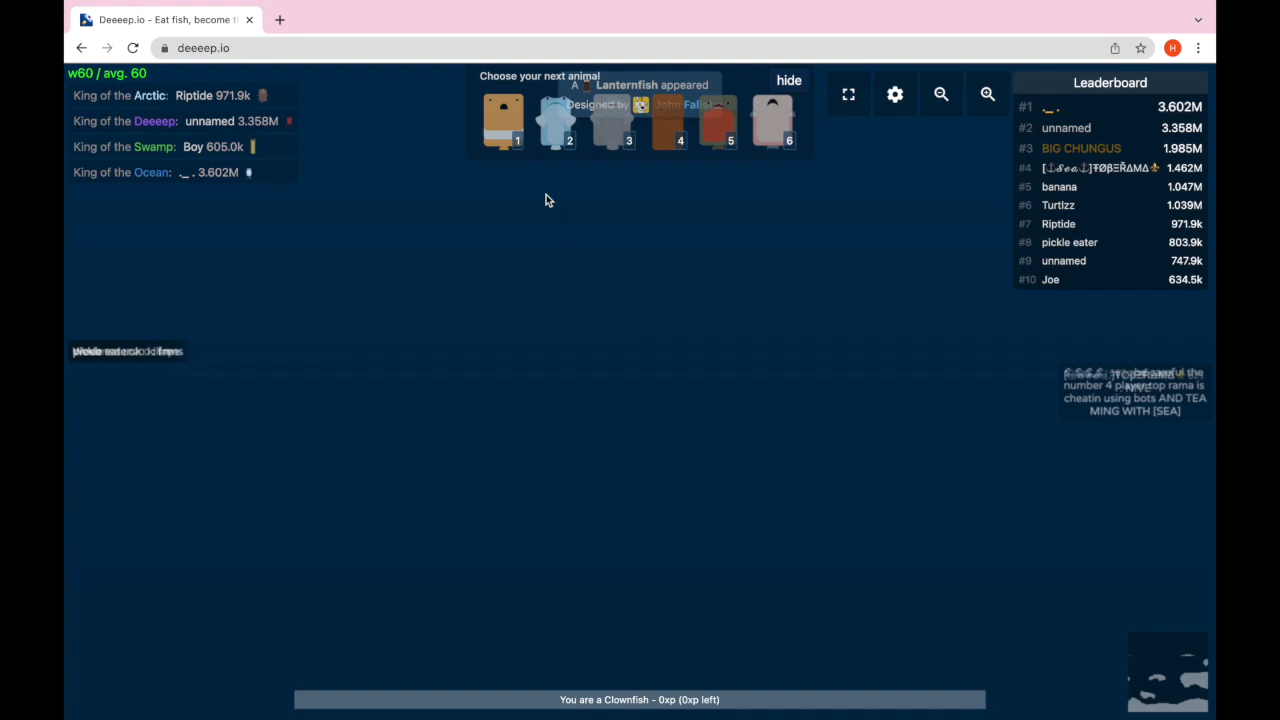 Deeeep.io - Eat fish, become t
deeeep.io
H
w60 / avg. 60
King of the Arctic: Riptide 971.9k
King of the Deeeep: unnamed 3.358M
King of the Swamp: Boy 605.0k
King of the Ocean: ._ . 3.602M
Choose your next animal
hide
A Lanternfish appeared
Designed by John Fallot
1
2
3
4
5
6
Leaderboard
#1 ._ . 3.602M
#2 unnamed 3.358M
#3 BIG CHUNGUS 1.985M
#4 1.462M
#5 banana 1.047M
#6 Turtlzz 1.039M
#7 Riptide 971.9k
#8 pickle eater 803.9k
#9 unnamed 747.9k
#10 Joe 634.5k
the
number 4 player top rama is
cheatin using bots AND TEA
MING WITH [SEA]
You are a Clownfish - 0xp (0xp left)